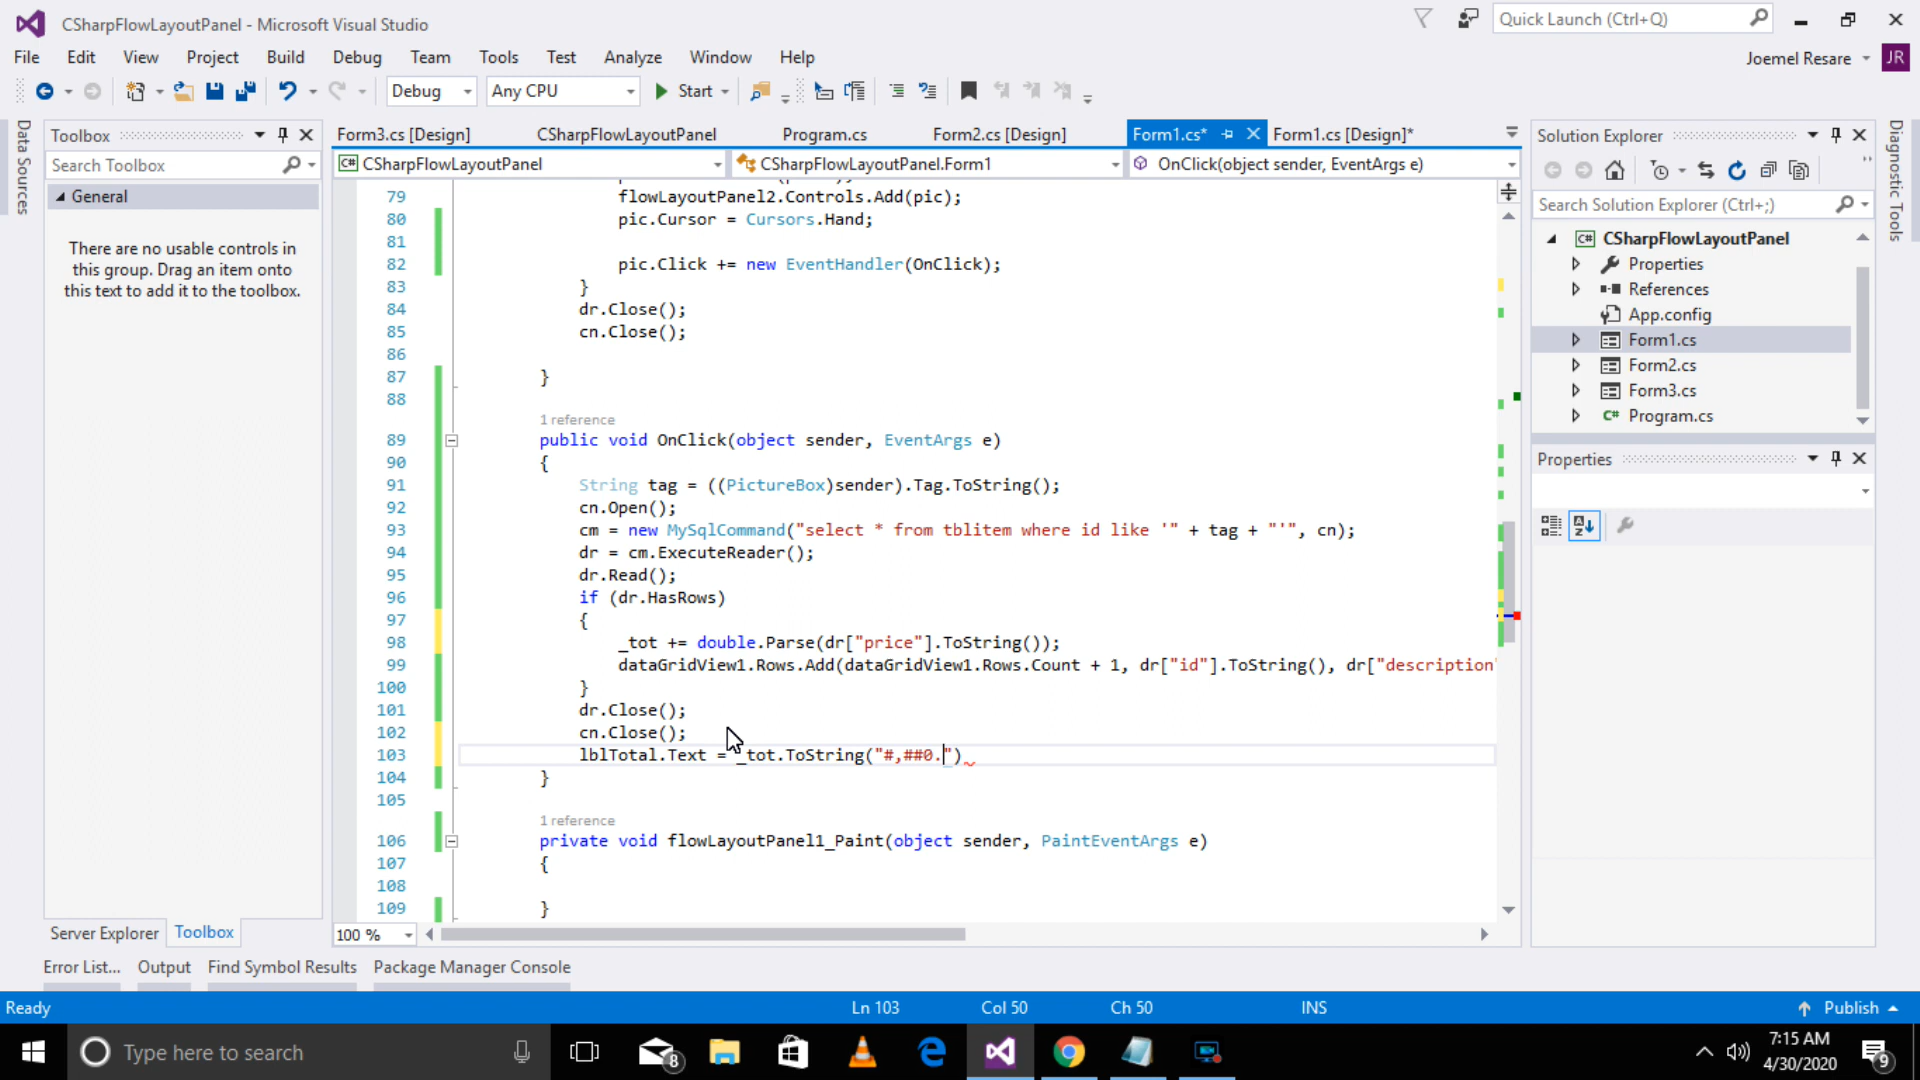 CSharpFlowLayoutPanel - Microsoft Visual Studio
Quick Launch (Ctrl+Q)
File Edit View Project Build Debug Team Tools Test Analyze Window Help
Joemel Resare JR
Debug Any CPU Start
Data Sources
Toolbox
Search Toolbox
General
There are no usable controls in
this group. Drag an item onto
this text to add it to the toolbox.
Server Explorer Toolbox
Form3.cs [Design] CSharpFlowLayoutPanel Program.cs Form2.cs [Design] Form1.cs* Form1.cs [Design]*
C# CSharpFlowLayoutPanel CSharpFlowLayoutPanel.Form1 OnClick(object sender, EventArgs e)
79 flowLayoutPanel2.Controls.Add(pic);
80 pic.Cursor = Cursors.Hand;
81
82 pic.Click += new EventHandler(OnClick);
83 }
84 dr.Close();
85 cn.Close();
86
87 }
88
1 reference
89 public void OnClick(object sender, EventArgs e)
90 {
91 String tag = ((PictureBox)sender).Tag.ToString();
92 cn.Open();
93 cm = new MySqlCommand("select * from tblitem where id like '" + tag + "'", cn);
94 dr = cm.ExecuteReader();
95 dr.Read();
96 if (dr.HasRows)
97 {
98 _tot += double.Parse(dr["price"].ToString());
99 dataGridView1.Rows.Add(dataGridView1.Rows.Count + 1, dr["id"].ToString(), dr["description"
100 }
101 dr.Close();
102 cn.Close();
103 lblTotal.Text = _tot.ToString("#,##0.")
104 }
105
1 reference
106 private void flowLayoutPanel1_Paint(object sender, PaintEventArgs e)
107 {
108
109 }
100 %
Solution Explorer
Search Solution Explorer (Ctrl+;)
C# CSharpFlowLayoutPanel
Properties
References
App.config
Form1.cs
Form2.cs
Form3.cs
C# Program.cs
Properties
Diagnostic Tools
Error List... Output Find Symbol Results Package Manager Console
Ready Ln 103 Col 50 Ch 50 INS Publish
Type here to search
8
7:15 AM
4/30/2020
9